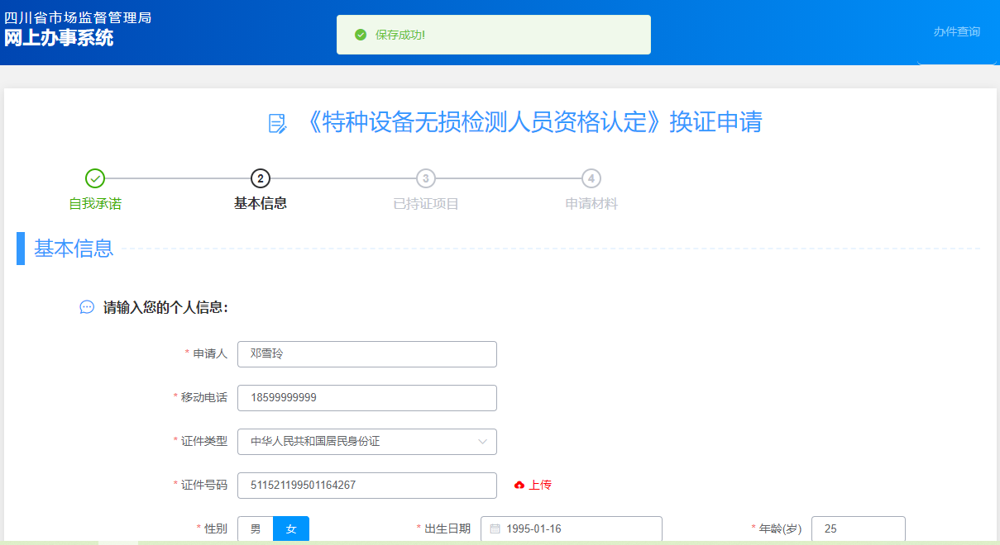 四川省市场监督管理局
网上办事系统
保存成功!
办件查询
《特种设备无损检测人员资格认定》换证申请
2 3 4
自我承诺 基本信息 已持证项目 申请材料
基本信息
请输入您的个人信息：
* 申请人 邓雪玲
* 移动电话 18599999999
* 证件类型 中华人民共和国居民身份证
* 证件号码 511521199501164267 上传
* 性别 男 女 * 出生日期 1995-01-16 * 年龄(岁) 25